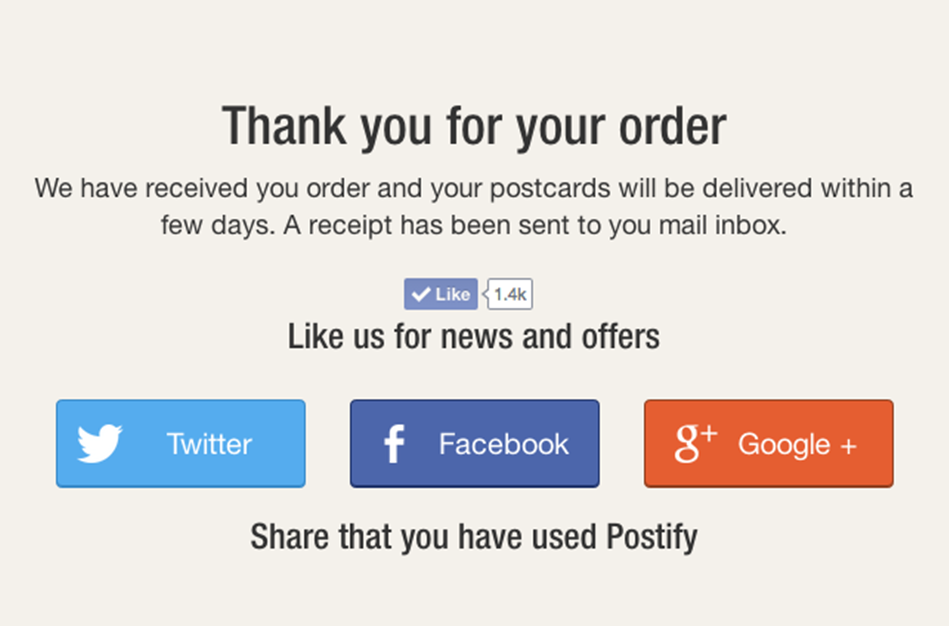 Thank you for your order
We have received you order and your postcards will be delivered within a
few days. A receipt has been sent to you mail inbox.
Like 1.4k
Like us for news and offers
Twitter f Facebook g+ Google +
Share that you have used Postify